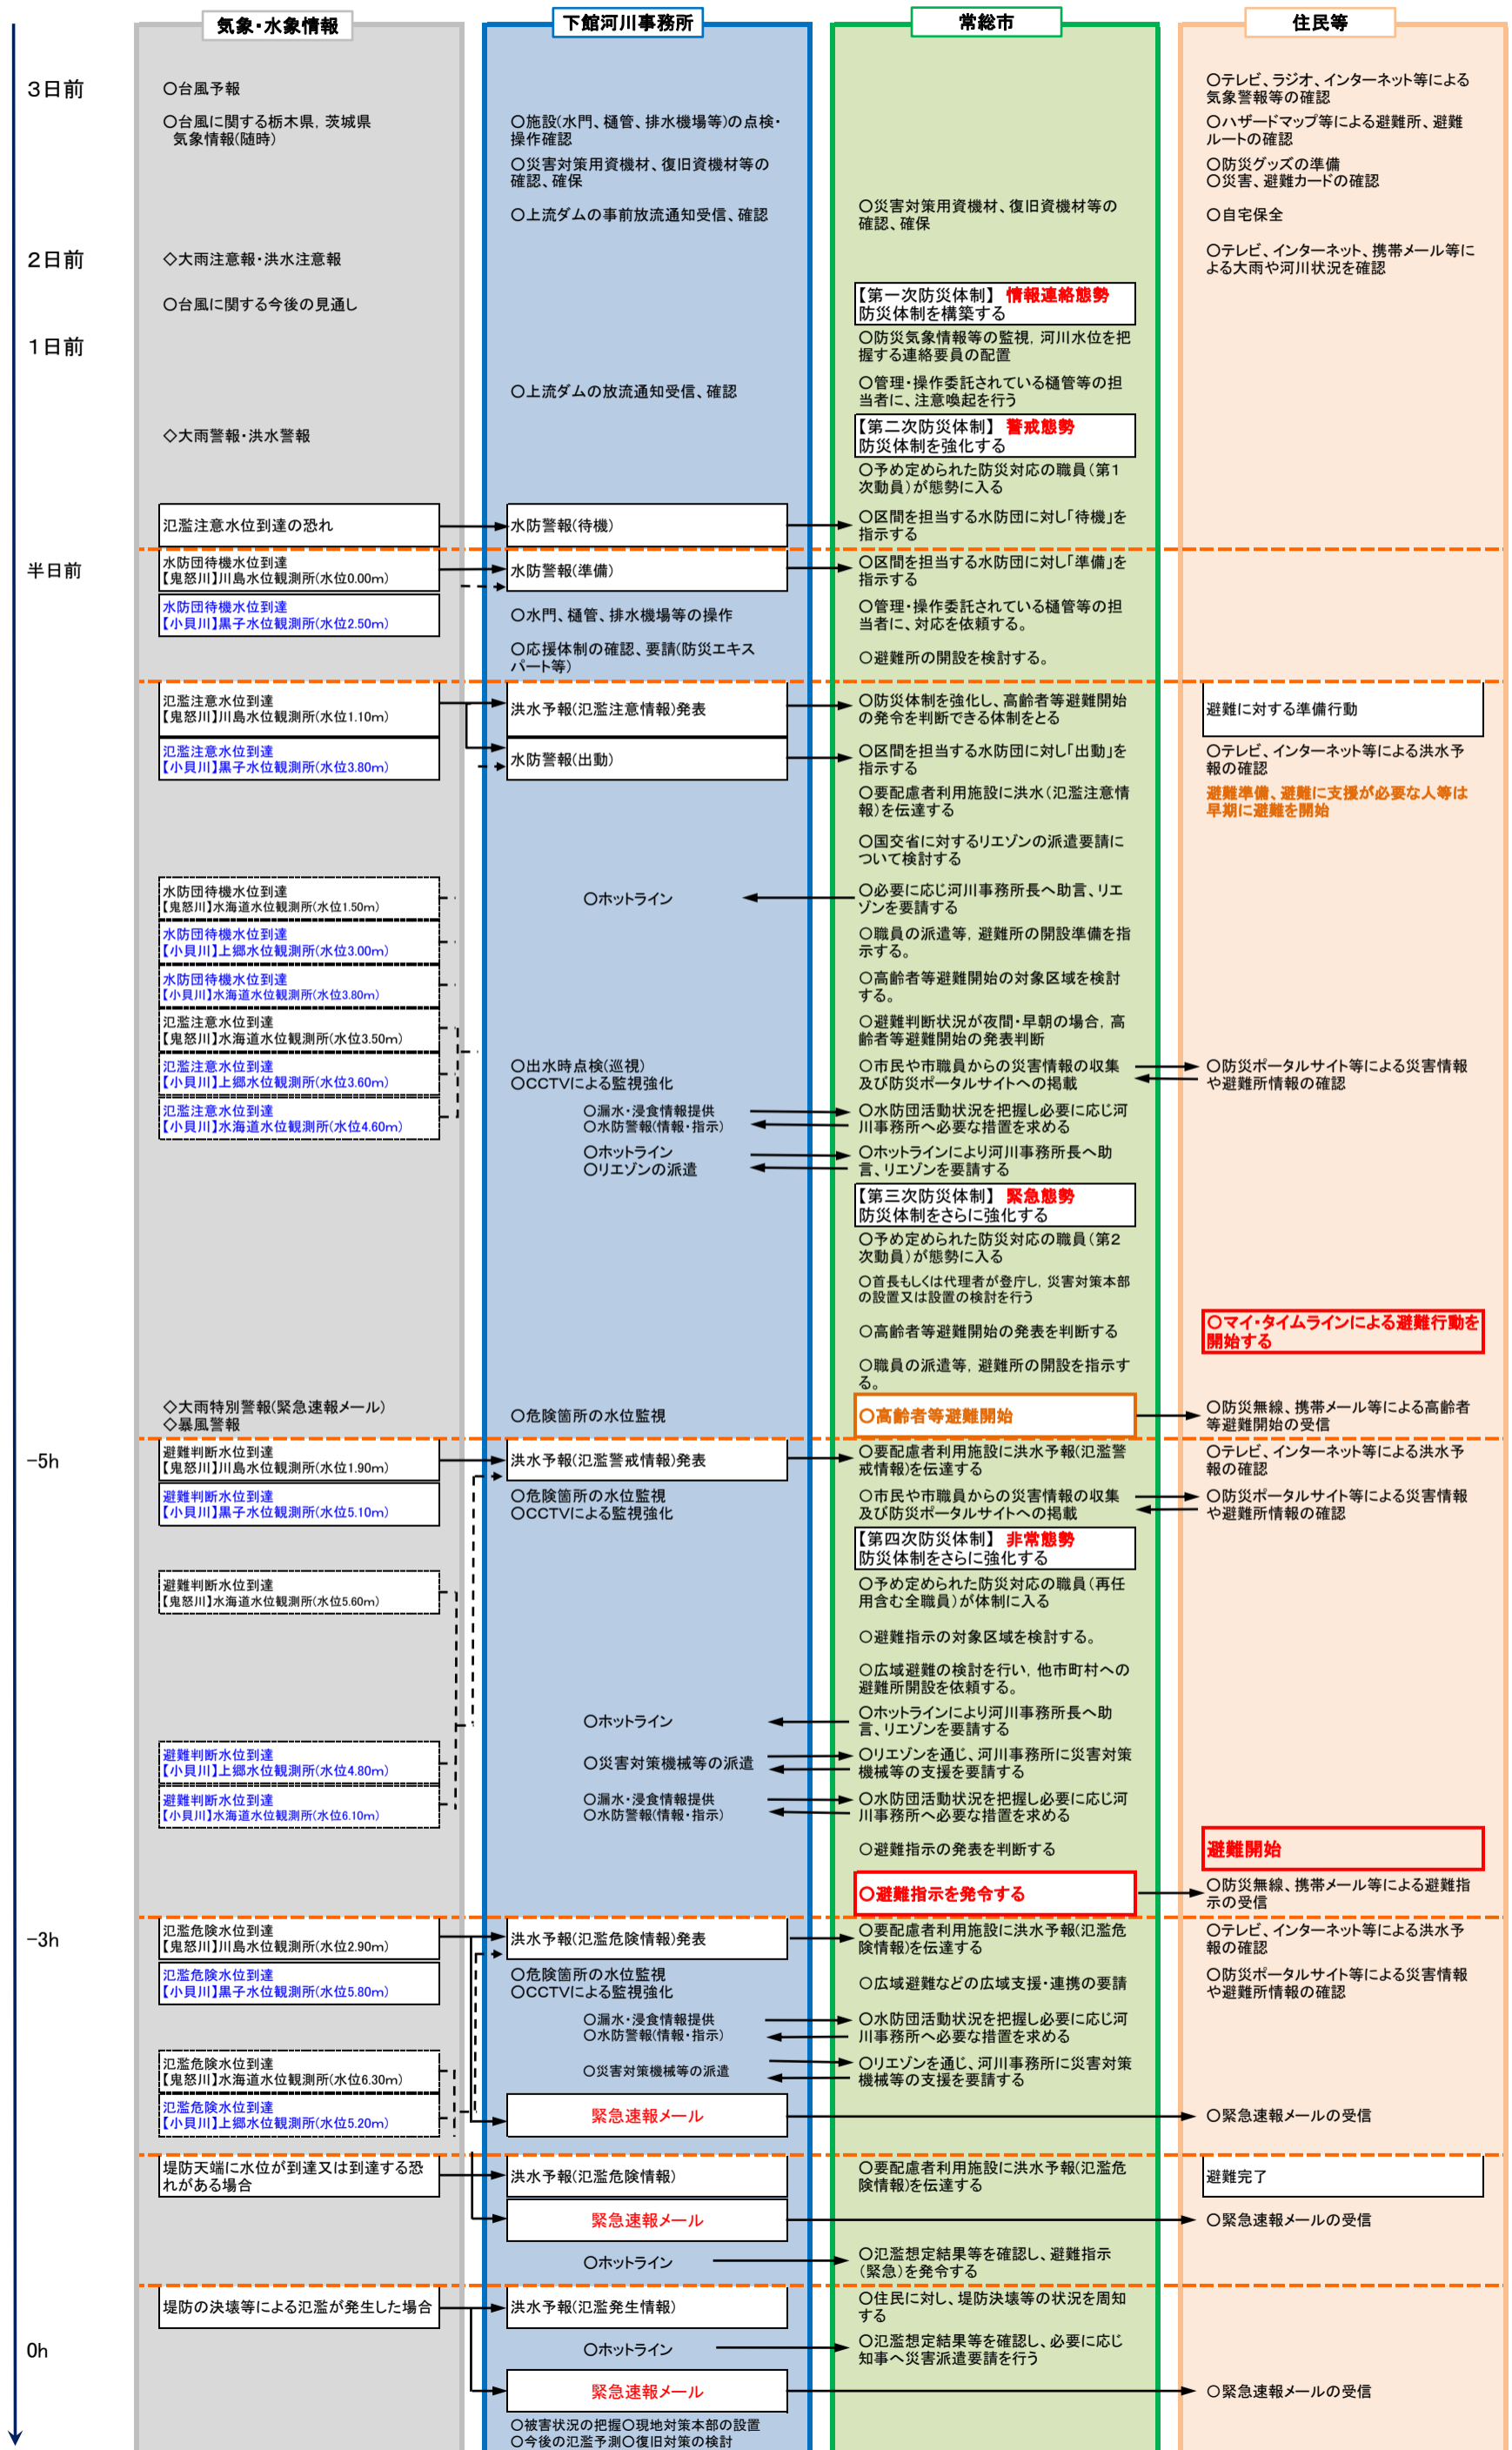 気象・水象情報
下館河川事務所
常総市
住民等
3日前
○台風予報
○台風に関する栃木県，茨城県
気象情報(随時)
2日前
◇大雨注意報・洪水注意報
○台風に関する今後の見通し
1日前
◇大雨警報・洪水警報
氾濫注意水位到達の恐れ
半日前
水防団待機水位到達
【鬼怒川】川島水位観測所(水位0.00m)
水防団待機水位到達
【小貝川】黒子水位観測所(水位2.50m)
氾濫注意水位到達
【鬼怒川】川島水位観測所(水位1.10m)
氾濫注意水位到達
【小貝川】黒子水位観測所(水位3.80m)
水防団待機水位到達
【鬼怒川】水海道水位観測所(水位1.50m)
水防団待機水位到達
【小貝川】上郷水位観測所(水位3.00m)
水防団待機水位到達
【小貝川】水海道水位観測所(水位3.80m)
氾濫注意水位到達
【鬼怒川】水海道水位観測所(水位3.50m)
氾濫注意水位到達
【小貝川】上郷水位観測所(水位3.60m)
氾濫注意水位到達
【小貝川】水海道水位観測所(水位4.60m)
◇大雨特別警報(緊急速報メール)
◇暴風警報
-5h
避難判断水位到達
【鬼怒川】川島水位観測所(水位1.90m)
避難判断水位到達
【小貝川】黒子水位観測所(水位5.10m)
避難判断水位到達
【鬼怒川】水海道水位観測所(水位5.60m)
避難判断水位到達
【小貝川】上郷水位観測所(水位4.80m)
避難判断水位到達
【小貝川】水海道水位観測所(水位6.10m)
-3h
氾濫危険水位到達
【鬼怒川】川島水位観測所(水位2.90m)
氾濫危険水位到達
【小貝川】黒子水位観測所(水位5.80m)
氾濫危険水位到達
【鬼怒川】水海道水位観測所(水位6.30m)
氾濫危険水位到達
【小貝川】上郷水位観測所(水位5.20m)
堤防天端に水位が到達又は到達する恐
れがある場合
堤防の決壊等による氾濫が発生した場合
0h
○施設(水門、樋管、排水機場等)の点検・
操作確認
○災害対策用資機材、復旧資機材等の
確認、確保
○上流ダムの事前放流通知受信、確認
○上流ダムの放流通知受信、確認
水防警報(待機)
水防警報(準備)
○水門、樋管、排水機場等の操作
○応援体制の確認、要請(防災エキス
パート等)
洪水予報(氾濫注意情報)発表
水防警報(出動)
○ホットライン
○出水時点検(巡視)
○CCTVによる監視強化
○漏水・浸食情報提供
○水防警報(情報・指示)
○ホットライン
○リエゾンの派遣
○危険箇所の水位監視
洪水予報(氾濫警戒情報)発表
○危険箇所の水位監視
○CCTVによる監視強化
○ホットライン
○災害対策機械等の派遣
○漏水・浸食情報提供
○水防警報(情報・指示)
洪水予報(氾濫危険情報)発表
○危険箇所の水位監視
○CCTVによる監視強化
○漏水・浸食情報提供
○水防警報(情報・指示)
○災害対策機械等の派遣
緊急速報メール
洪水予報(氾濫危険情報)
緊急速報メール
○ホットライン
洪水予報(氾濫発生情報)
○ホットライン
緊急速報メール
○被害状況の把握○現地対策本部の設置
○今後の氾濫予測○復旧対策の検討
○災害対策用資機材、復旧資機材等の
確認、確保
【第一次防災体制】 情報連絡態勢
防災体制を構築する
○防災気象情報等の監視，河川水位を把
握する連絡要員の配置
○管理・操作委託されている樋管等の担
当者に、注意喚起を行う
【第二次防災体制】 警戒態勢
防災体制を強化する
○予め定められた防災対応の職員（第1
次動員）が態勢に入る
○区間を担当する水防団に対し「待機」を
指示する
○区間を担当する水防団に対し「準備」を
指示する
○管理・操作委託されている樋管等の担
当者に、対応を依頼する。
○避難所の開設を検討する。
○防災体制を強化し、高齢者等避難開始
の発令を判断できる体制をとる
○区間を担当する水防団に対し「出動」を
指示する
○要配慮者利用施設に洪水（氾濫注意情
報）を伝達する
○国交省に対するリエゾンの派遣要請に
ついて検討する
○必要に応じ河川事務所長へ助言、リエ
ゾンを要請する
○職員の派遣等，避難所の開設準備を指
示する。
○高齢者等避難開始の対象区域を検討
する。
○避難判断状況が夜間・早朝の場合，高
齢者等避難開始の発表判断
○市民や市職員からの災害情報の収集
及び防災ポータルサイトへの掲載
○水防団活動状況を把握し必要に応じ河
川事務所へ必要な措置を求める
○ホットラインにより河川事務所長へ助
言、リエゾンを要請する
【第三次防災体制】 緊急態勢
防災体制をさらに強化する
○予め定められた防災対応の職員（第2
次動員）が態勢に入る
○首長もしくは代理者が登庁し，災害対策本部
の設置又は設置の検討を行う
○高齢者等避難開始の発表を判断する
○職員の派遣等，避難所の開設を指示す
る。
○高齢者等避難開始
○要配慮者利用施設に洪水予報(氾濫警
戒情報)を伝達する
○市民や市職員からの災害情報の収集
及び防災ポータルサイトへの掲載
【第四次防災体制】 非常態勢
防災体制をさらに強化する
○予め定められた防災対応の職員（再任
用含む全職員）が体制に入る
○避難指示の対象区域を検討する。
○広域避難の検討を行い，他市町村への
避難所開設を依頼する。
○ホットラインにより河川事務所長へ助
言、リエゾンを要請する
○リエゾンを通じ、河川事務所に災害対策
機械等の支援を要請する
○水防団活動状況を把握し必要に応じ河
川事務所へ必要な措置を求める
○避難指示の発表を判断する
○避難指示を発令する
○要配慮者利用施設に洪水予報(氾濫危
険情報)を伝達する
○広域避難などの広域支援・連携の要請
○水防団活動状況を把握し必要に応じ河
川事務所へ必要な措置を求める
○リエゾンを通じ、河川事務所に災害対策
機械等の支援を要請する
○要配慮者利用施設に洪水予報(氾濫危
険情報)を伝達する
○氾濫想定結果等を確認し、避難指示
（緊急）を発令する
○住民に対し、堤防決壊等の状況を周知
する
○氾濫想定結果等を確認し、必要に応じ
知事へ災害派遣要請を行う
○テレビ、ラジオ、インターネット等による
気象警報等の確認
○ハザードマップ等による避難所、避難
ルートの確認
○防災グッズの準備
○災害、避難カードの確認
○自宅保全
○テレビ、インターネット、携帯メール等に
よる大雨や河川状況を確認
避難に対する準備行動
○テレビ、インターネット等による洪水予
報の確認
避難準備、避難に支援が必要な人等は
早期に避難を開始
○防災ポータルサイト等による災害情報
や避難所情報の確認
○マイ・タイムラインによる避難行動を
開始する
○防災無線、携帯メール等による高齢者
等避難開始の受信
○テレビ、インターネット等による洪水予
報の確認
○防災ポータルサイト等による災害情報
や避難所情報の確認
避難開始
○防災無線、携帯メール等による避難指
示の受信
○テレビ、インターネット等による洪水予
報の確認
○防災ポータルサイト等による災害情報
や避難所情報の確認
○緊急速報メールの受信
避難完了
○緊急速報メールの受信
○緊急速報メールの受信